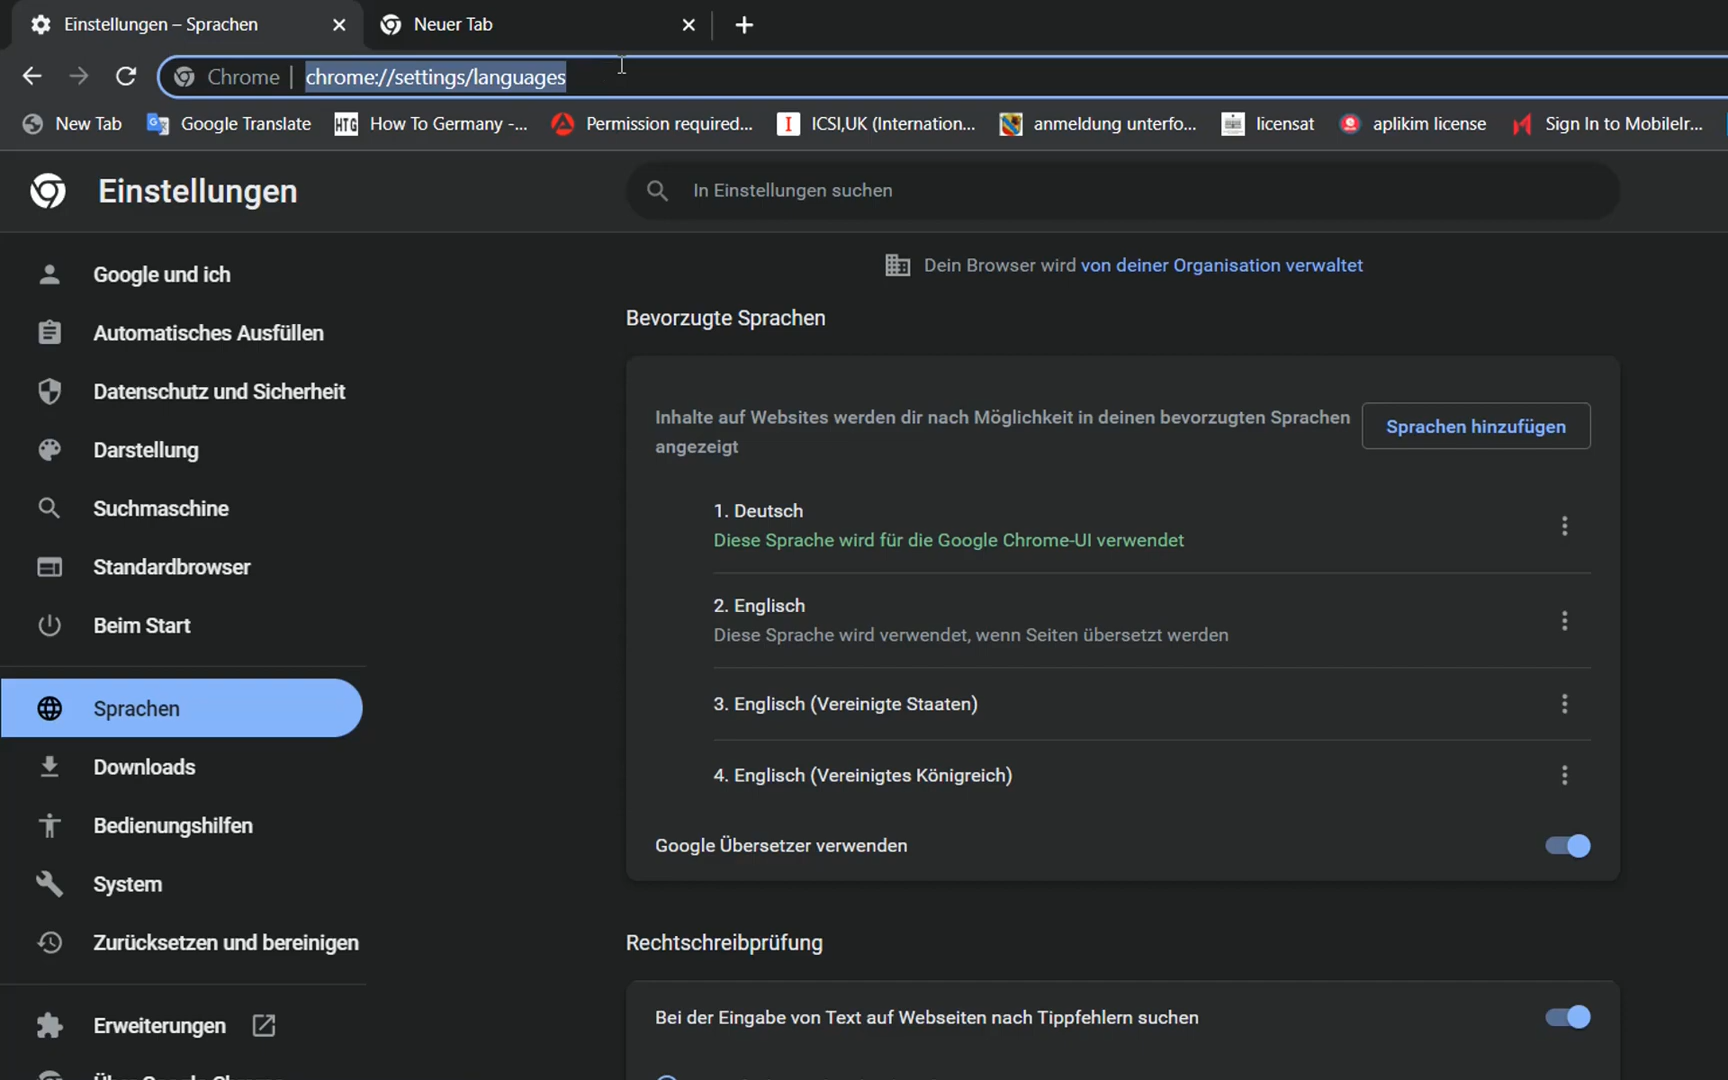 Einstellungen – Sprachen
Neuer Tab
Chrome | chrome://settings/languages
New Tab
Google Translate
HTG How To Germany -...
Permission required...
I ICSI,UK (Internation...
anmeldung unterfo...
licensat
aplikim license
Sign In to MobileIr...
Einstellungen
In Einstellungen suchen
Google und ich
Automatisches Ausfüllen
Datenschutz und Sicherheit
Darstellung
Suchmaschine
Standardbrowser
Beim Start
Sprachen
Downloads
Bedienungshilfen
System
Zurücksetzen und bereinigen
Erweiterungen
Dein Browser wird von deiner Organisation verwaltet
Bevorzugte Sprachen
Inhalte auf Websites werden dir nach Möglichkeit in deinen bevorzugten Sprachen
angezeigt
Sprachen hinzufügen
1. Deutsch
Diese Sprache wird für die Google Chrome-UI verwendet
2. Englisch
Diese Sprache wird verwendet, wenn Seiten übersetzt werden
3. Englisch (Vereinigte Staaten)
4. Englisch (Vereinigtes Königreich)
Google Übersetzer verwenden
Rechtschreibprüfung
Bei der Eingabe von Text auf Webseiten nach Tippfehlern suchen